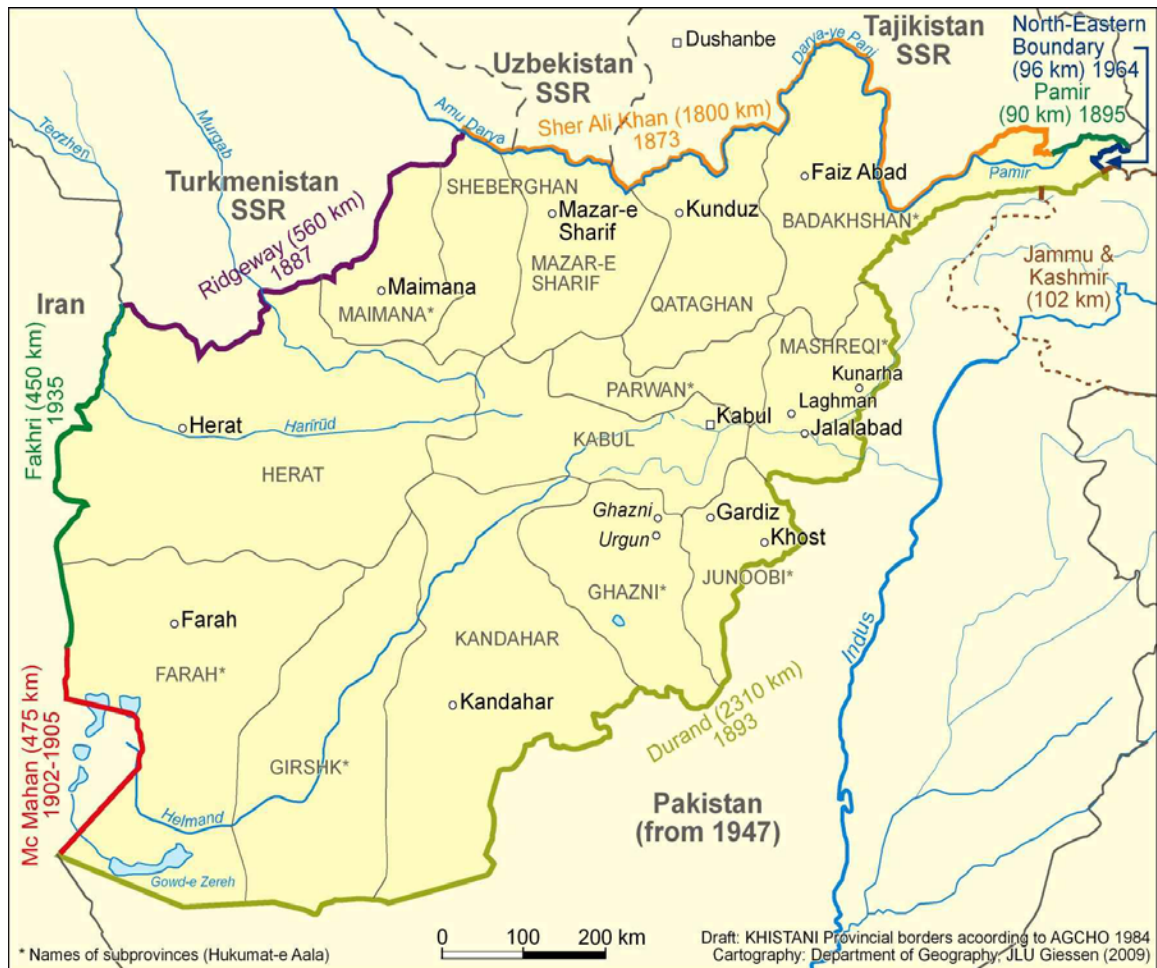 North-Eastern
Boundary
(96 km) 1964
Pamir
(90 km) 1895
Tajikistan
SSR
Dushanbe
Uzbekistan
SSR
Darya-ye Panj
Sher Ali Khan (1800 km)
1873
Amu Darya
Murgab
Tedzhen
Turkmenistan
SSR
Ridgeway (560 km)
1887
Pamir
Faiz Abad
BADAKHSHAN*
SHEBERGHAN
Mazar-e
Sharif
Kunduz
MAZAR-E
SHARIF
QATAGHAN
Maimana
MAIMANA*
Jammu &
Kashmir
(102 km)
Iran
Fakhri (450 km)
1935
MASHREQI*
Kunarha
PARWAN*
Laghman
Kabul
Jalalabad
Herat
Harīrūd
KABUL
HERAT
Ghazni
Urgun
Gardiz
Khost
GHAZNI*
JUNOOBI*
Farah
FARAH*
KANDAHAR
Kandahar
Indus
Durand (2310 km)
1893
GIRSHK*
Mc Mahan (475 km)
1902-1905
Helmand
Gowd-e Zereh
Pakistan
(from 1947)
0 100 200 km
* Names of subprovinces (Hukumat-e Aala)
Draft: KHISTANI Provincial borders acoording to AGCHO 1984
Cartography: Department of Geography, JLU Giessen (2009)